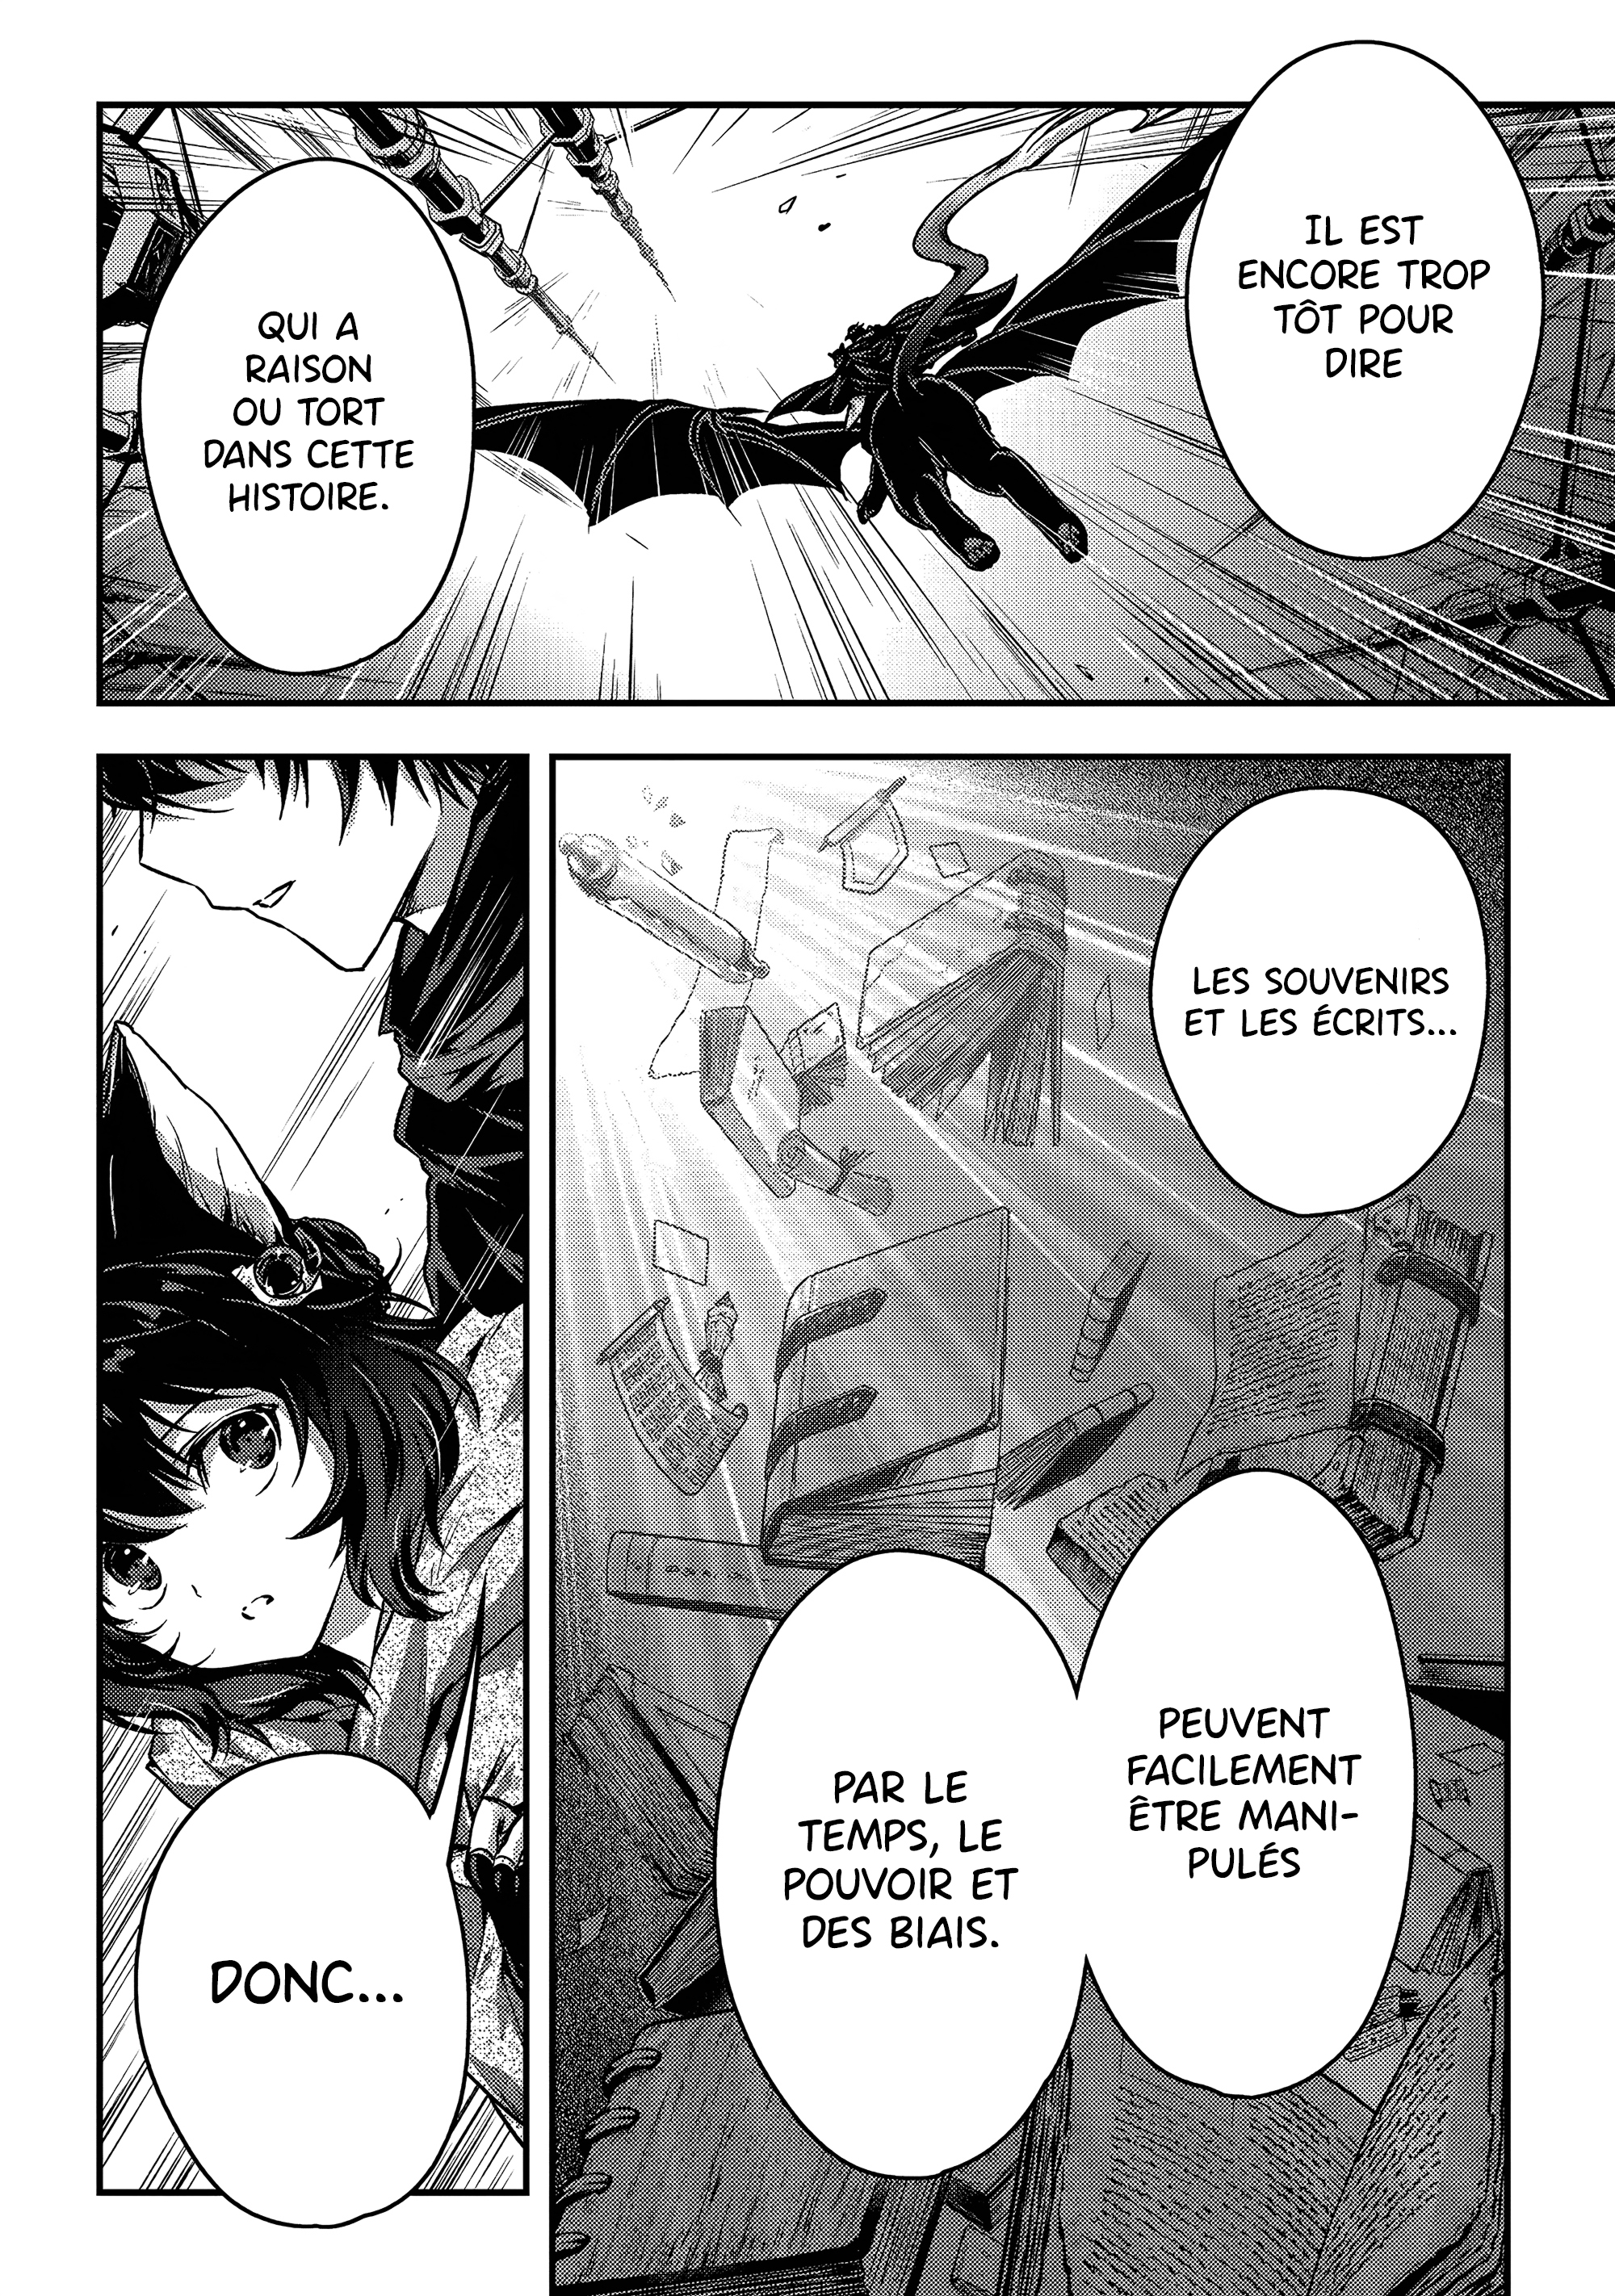 IL EST
ENCORE TROP
TÔT POUR
DIRE
QUI A
RAISON
OU TORT
DANS CETTE
HISTOIRE.
LES SOUVENIRS
ET LES ÉCRITS...
PEUVENT
FACILEMENT
ÊTRE MANI-
PULÉS
PAR LE
TEMPS, LE
POUVOIR ET
DES BIAIS.
DONC...